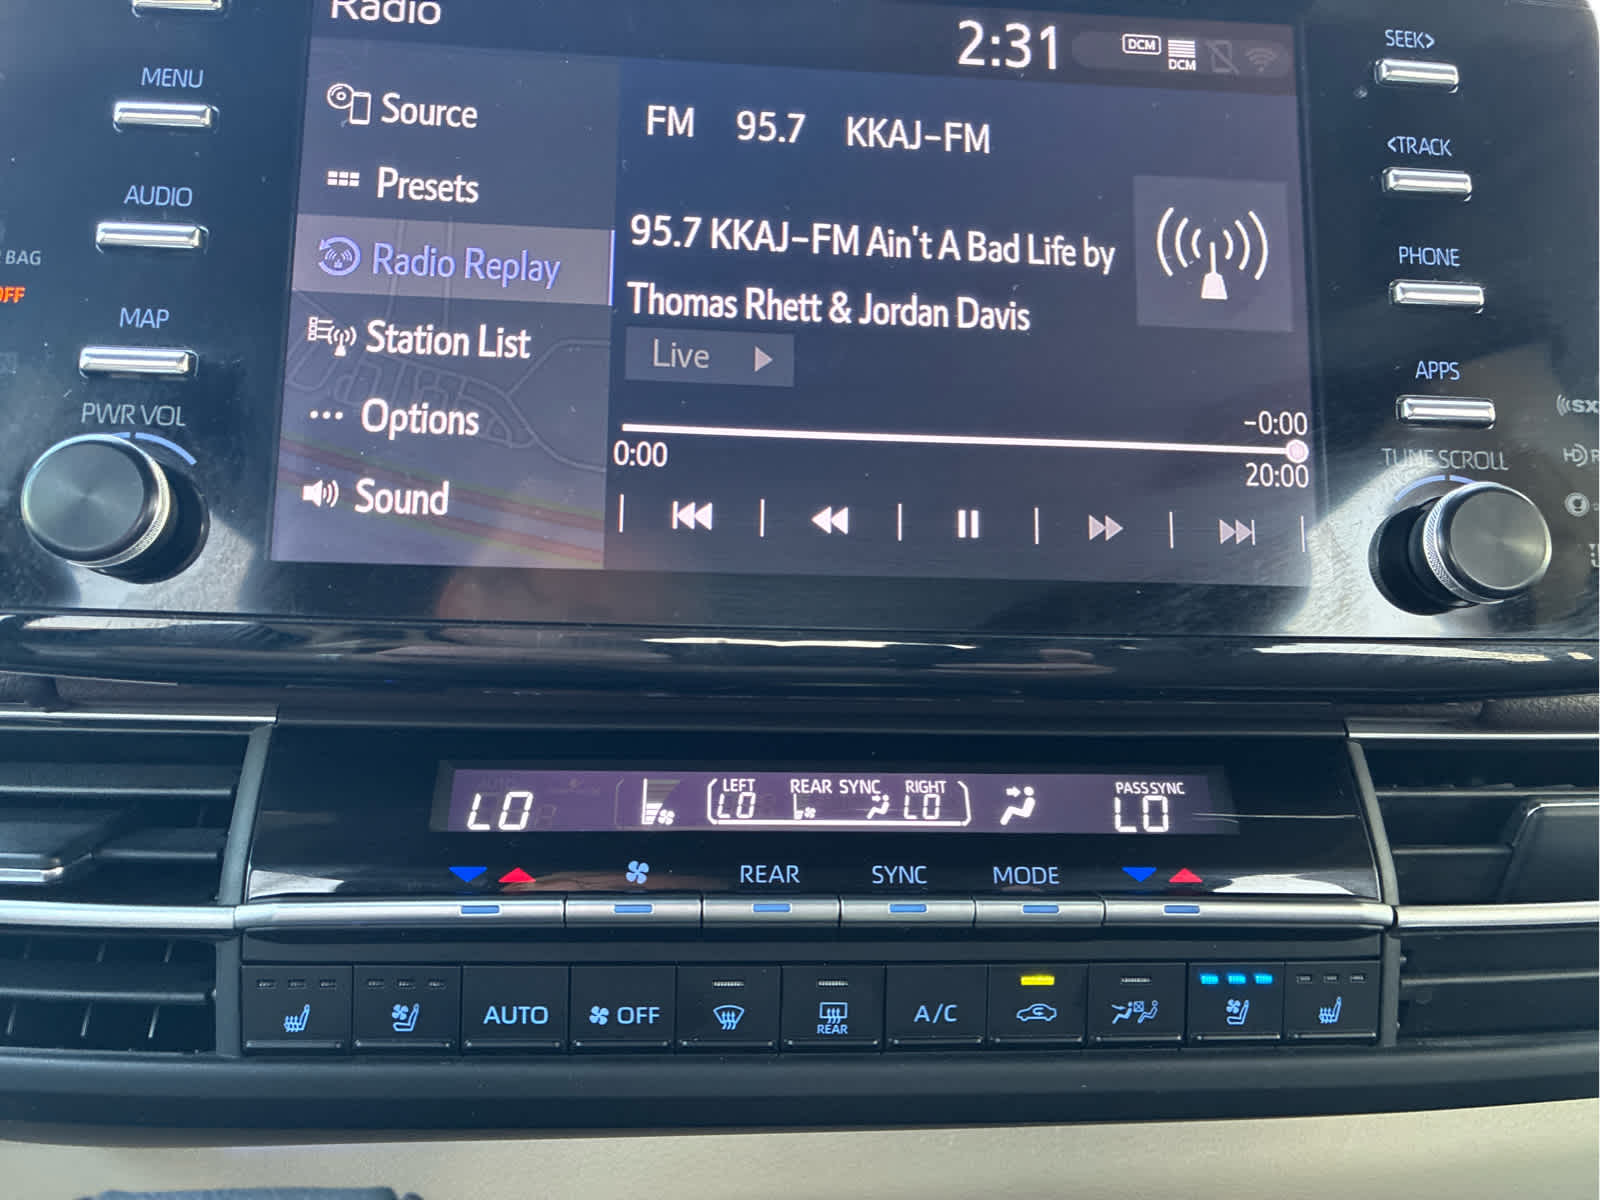 Radio
2:31
DCM
DCM
Source
Presets
Radio Replay
Station List
Options
Sound
FM 95.7 KKAJ-FM
95.7 KKAJ-FM Ain't A Bad Life by
Thomas Rhett & Jordan Davis
Live
-0:00
0:00
20:00
MENU
AUDIO
MAP
PWR VOL
BAG
OFF
SEEK>
<TRACK
PHONE
APPS
TUNE SCROLL
SX
HD R
LO
LEFT REAR SYNC RIGHT
LO LO
PASS SYNC
LO
REAR SYNC MODE
AUTO OFF
REAR
A/C